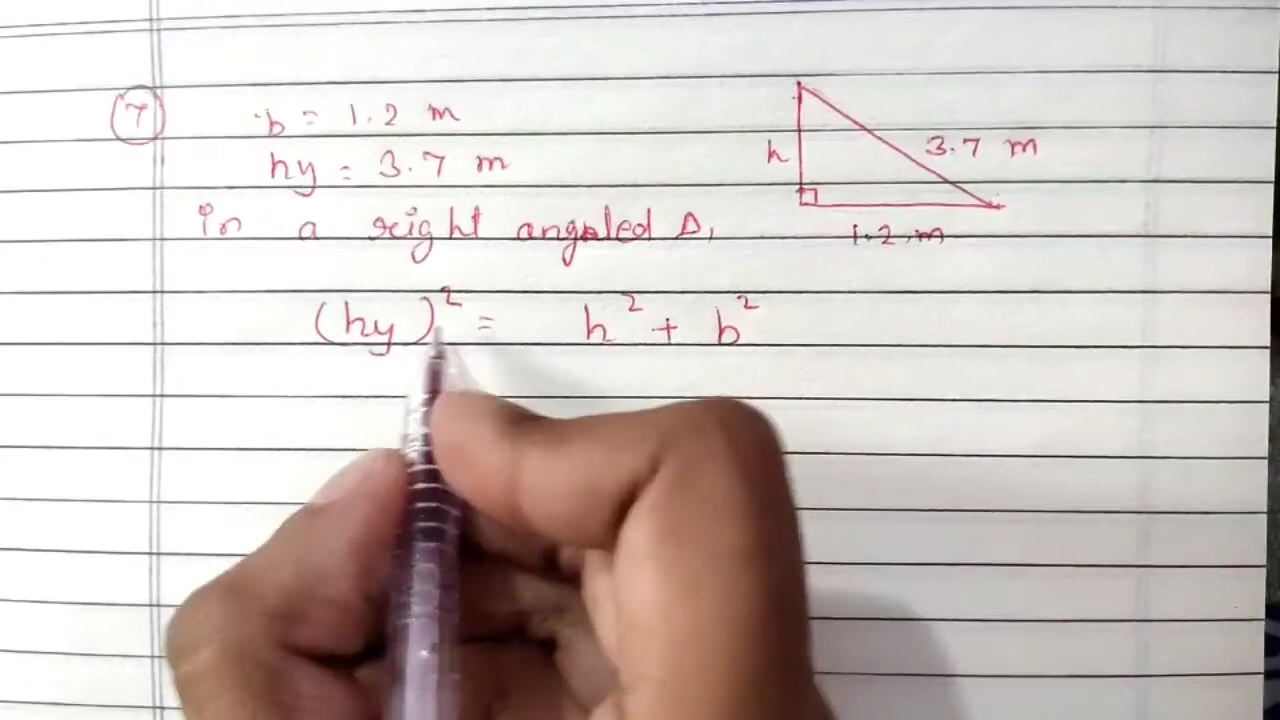 7 b = 1.2 m
hy = 3.7 m
h 3.7 m
in a right angled Δ,
1.2 m
(hy)² = h² + b²